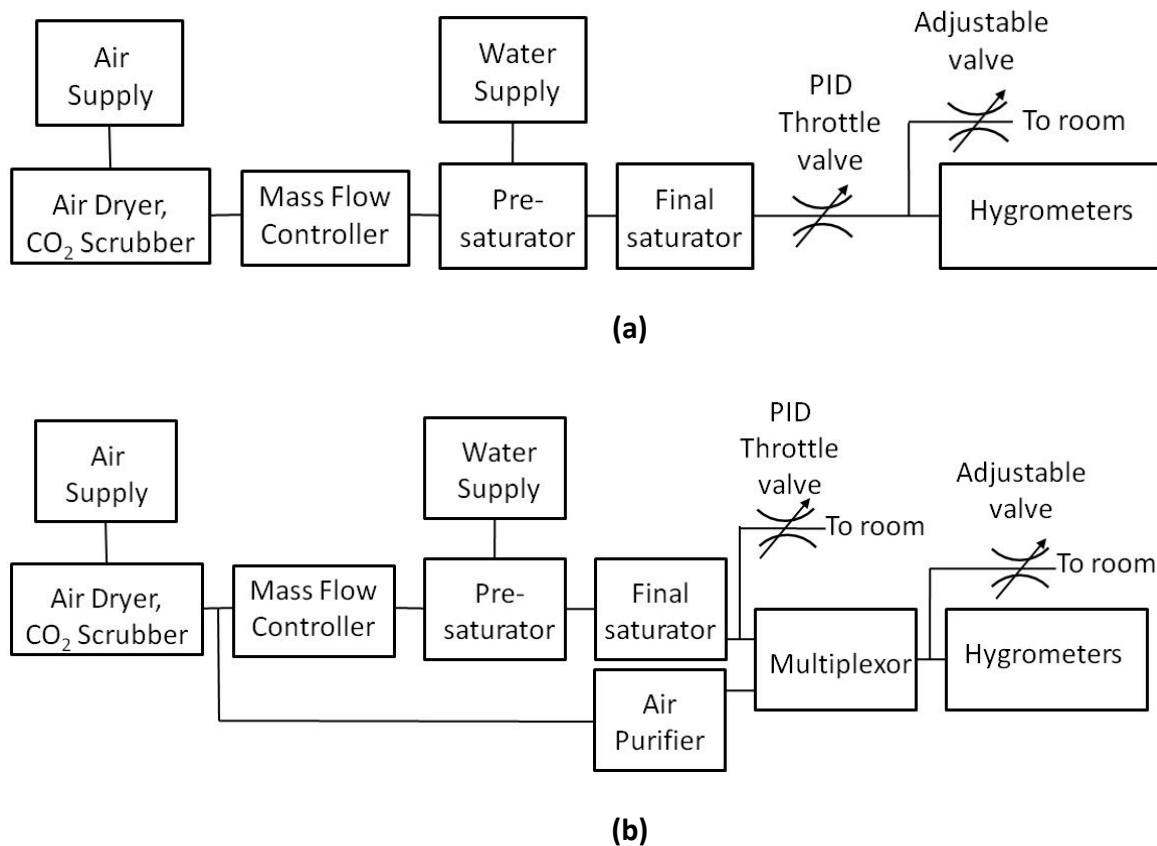 Air
Supply
Water
Supply
PID
Throttle
valve
Adjustable
valve
To room
Air Dryer,
CO₂ Scrubber
Mass Flow
Controller
Pre-
saturator
Final
saturator
Hygrometers
(a)
Air
Supply
Water
Supply
PID
Throttle
valve
To room
Adjustable
valve
To room
Air Dryer,
CO₂ Scrubber
Mass Flow
Controller
Pre-
saturator
Final
saturator
Multiplexor
Hygrometers
Air
Purifier
(b)